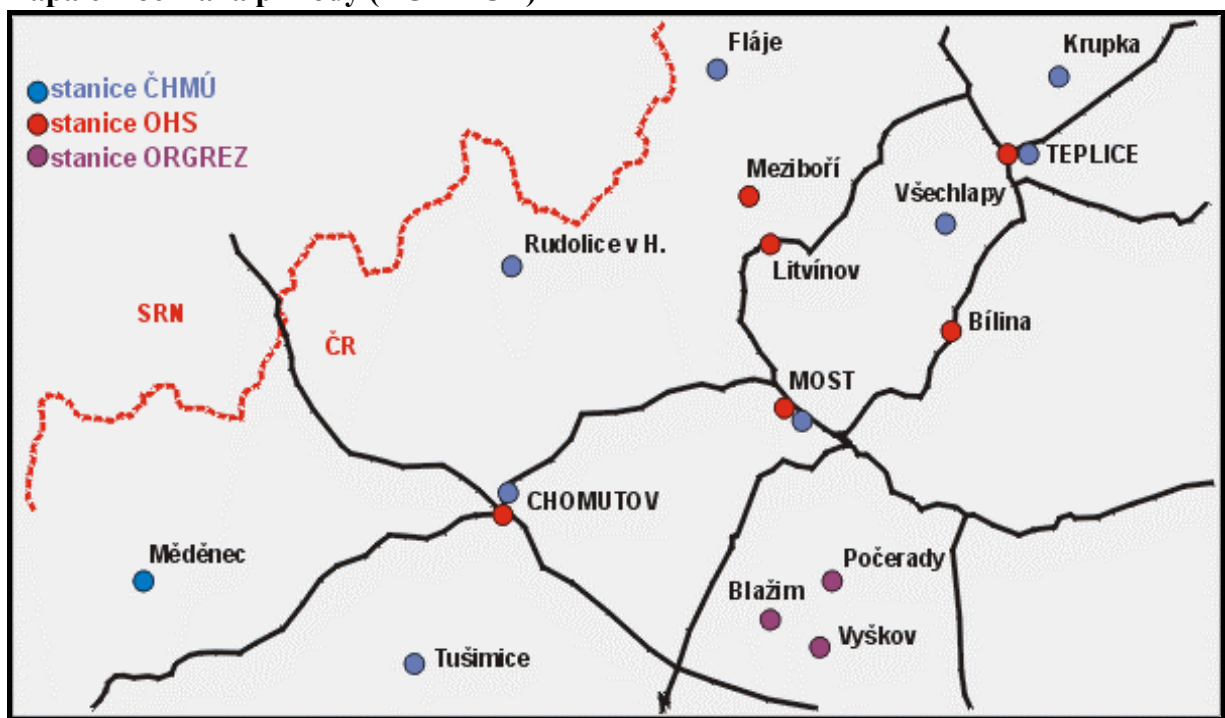 Fláje
Krupka
stanice ČHMÚ
stanice OHS
stanice ORGREZ
TEPLICE
Meziboří
Všechlapy
Rudolice v H.
Litvínov
SRN
ČR
Bílina
MOST
CHOMUTOV
Měděnec
Počerady
Blažim
Vyškov
Tušimice